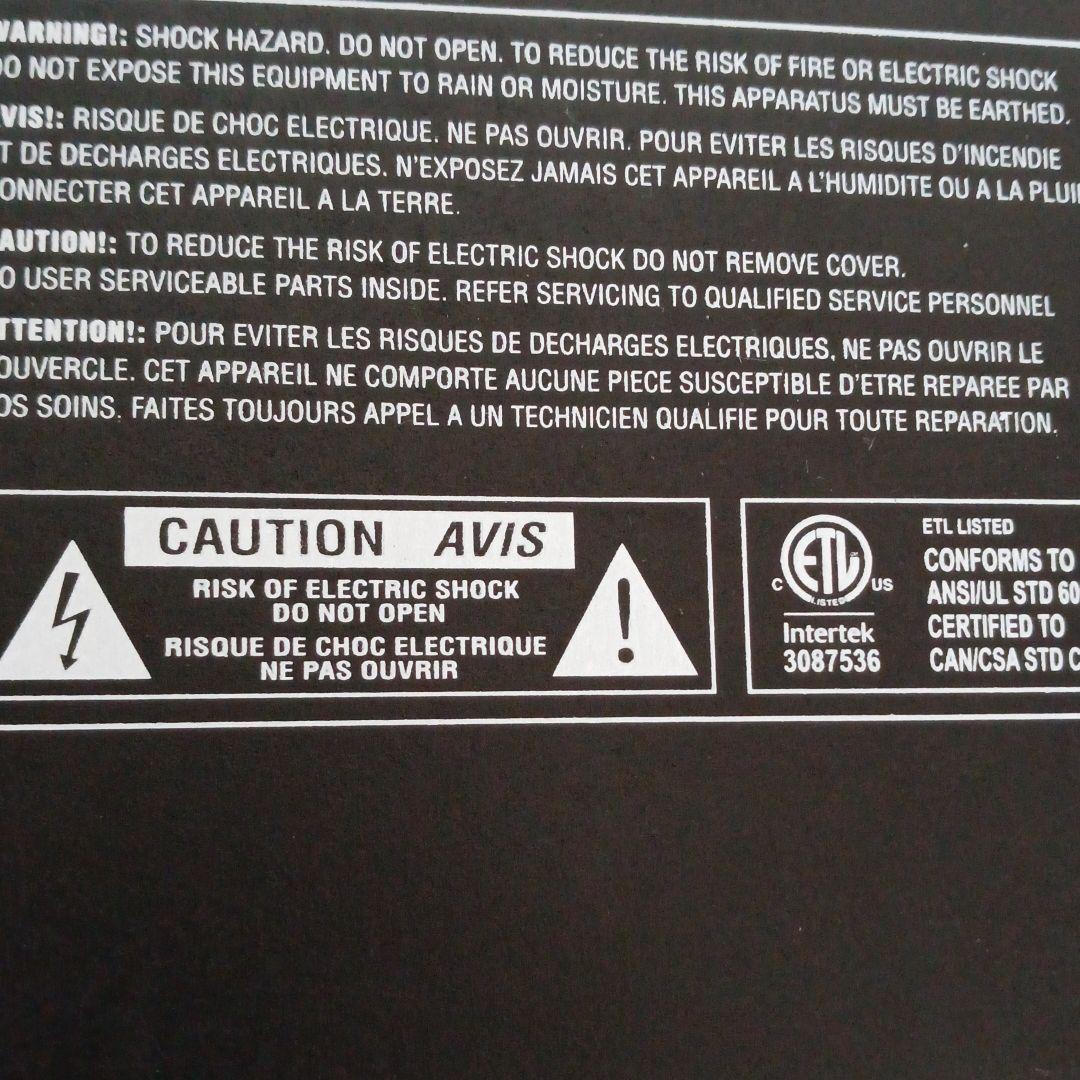 WARNING!: SHOCK HAZARD. DO NOT OPEN. TO REDUCE THE RISK OF FIRE OR ELECTRIC SHOCK
DO NOT EXPOSE THIS EQUIPMENT TO RAIN OR MOISTURE. THIS APPARATUS MUST BE EARTHED.
VIS!: RISQUE DE CHOC ELECTRIQUE. NE PAS OUVRIR. POUR EVITER LES RISQUES D'INCENDIE
T DE DECHARGES ELECTRIQUES. N'EXPOSEZ JAMAIS CET APPAREIL A L'HUMIDITE OU A LA PLUI
ONNECTER CET APPAREIL A LA TERRE.
AUTION!: TO REDUCE THE RISK OF ELECTRIC SHOCK DO NOT REMOVE COVER.
O USER SERVICEABLE PARTS INSIDE. REFER SERVICING TO QUALIFIED SERVICE PERSONNEL
TTENTION!: POUR EVITER LES RISQUES DE DECHARGES ELECTRIQUES, NE PAS OUVRIR LE
OUVERCLE. CET APPAREIL NE COMPORTE AUCUNE PIECE SUSCEPTIBLE D'ETRE REPAREE PAR
OS SOINS. FAITES TOUJOURS APPEL A UN TECHNICIEN QUALIFIE POUR TOUTE REPARATION.
CAUTION AVIS
RISK OF ELECTRIC SHOCK
DO NOT OPEN
RISQUE DE CHOC ELECTRIQUE
NE PAS OUVRIR
!
C ETL US
LISTED
Intertek
3087536
ETL LISTED
CONFORMS TO
ANSI/UL STD 60
CERTIFIED TO
CAN/CSA STD C